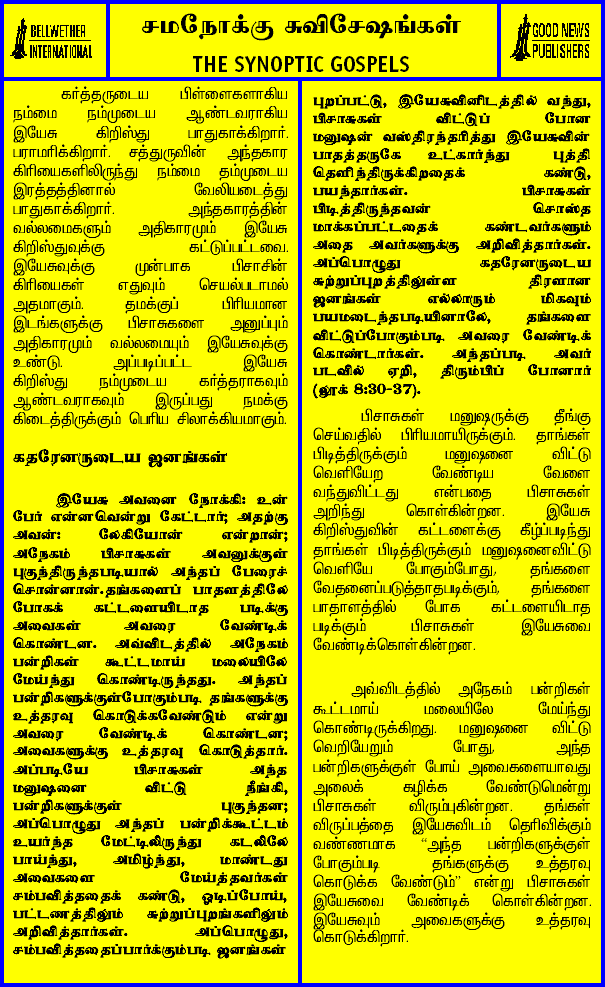 BELLWETHER
INTERNATIONAL
சமநோக்கு சுவிசேஷங்கள்
THE SYNOPTIC GOSPELS
GOOD NEWS
PUBLISHERS
கர்த்தருடைய பிள்ளைகளாகிய
நம்மை நம்முடைய ஆண்டவராகிய
இயேசு கிறிஸ்து பாதுகாக்கிறார்.
பராமரிக்கிறார். சத்துருவின் அந்தகார
கிரியைகளிலிருந்து நம்மை தம்முடைய
இரத்தத்தினால் வேலியடைத்து
பாதுகாக்கிறார். அந்தகாரத்தின்
வல்லமைகளும் அதிகாரமும் இயேசு
கிறிஸ்துவுக்கு கட்டுப்பட்டவை.
இயேசுவுக்கு முன்பாக பிசாசின்
கிரியைகள் எதுவும் செயல்படாமல்
அதமாகும். தமக்குப் பிரியமான
இடங்களுக்கு பிசாசுகளை அனுப்பும்
அதிகாரமும் வல்லமையும் இயேசுவுக்கு
உண்டு. அப்படிப்பட்ட இயேசு
கிறிஸ்து நம்முடைய கர்த்தராகவும்
ஆண்டவராகவும் இருப்பது நமக்கு
கிடைத்திருக்கும் பெரிய சிலாக்கியமாகும்.
கதரேனருடைய ஜனங்கள்
இயேசு அவனை நோக்கி: உன்
பேர் என்னவென்று கேட்டார்; அதற்கு
அவன்: லேகியோன் என்றான்;
அநேகம் பிசாசுகள் அவனுக்குள்
புகுந்திருந்தபடியால் அந்தப் பேரைச்
சொன்னான்.தங்களைப் பாதாளத்திலே
போகக் கட்டளையிடாத படிக்கு
அவைகள் அவரை வேண்டிக்
கொண்டன. அவ்விடத்தில் அநேகம்
பன்றிகள் கூட்டமாய் மலையிலே
மேய்ந்து கொண்டிருந்தது. அந்தப்
பன்றிகளுக்குள்போகும்படி தங்களுக்கு
உத்தரவு கொடுக்கவேண்டும் என்று
அவரை வேண்டிக் கொண்டன;
அவைகளுக்கு உத்தரவு கொடுத்தார்.
அப்படியே பிசாசுகள் அந்த
மனுஷனை விட்டு நீங்கி,
பன்றிகளுக்குள் புகுந்தன;
அப்பொழுது அந்தப் பன்றிக்கூட்டம்
உயர்ந்த மேட்டிலிருந்து கடலிலே
பாய்ந்து, அமிழ்ந்து, மாண்டது
அவைகளை மேய்த்தவர்கள்
சம்பவித்ததைக் கண்டு, ஓடிப்போய்,
பட்டணத்திலும் சுற்றுப்புறங்களிலும்
அறிவித்தார்கள். அப்பொழுது,
சம்பவித்ததைப்பார்க்கும்படி ஜனங்கள்
புறப்பட்டு, இயேசுவினிடத்தில் வந்து,
பிசாசுகள் விட்டுப் போன
மனுஷன் வஸ்திரந்தரித்து இயேசுவின்
பாதத்தருகே உட்கார்ந்து புத்தி
தெளிந்திருக்கிறதைக் கண்டு,
பயந்தார்கள். பிசாசுகள்
பிடித்திருந்தவன் சொஸ்த
மாக்கப்பட்டதைக் கண்டவர்களும்
அதை அவர்களுக்கு அறிவித்தார்கள்.
அப்பொழுது கதரேனருடைய
சுற்றுப்புறத்திலுள்ள திரளான
ஜனங்கள் எல்லாரும் மிகவும்
பயமடைந்தபடியினாலே, தங்களை
விட்டுப்போகும்படி அவரை வேண்டிக்
கொண்டார்கள். அந்தப்படி அவர்
படவில் ஏறி, திரும்பிப் போனார்
(லூக் 8:30-37).
பிசாசுகள் மனுஷருக்கு தீங்கு
செய்வதில் பிரியமாயிருக்கும். தாங்கள்
பிடித்திருக்கும் மனுஷனை விட்டு
வெளியேற வேண்டிய வேளை
வந்துவிட்டது என்பதை பிசாசுகள்
அறிந்து கொள்கின்றன. இயேசு
கிறிஸ்துவின் கட்டளைக்கு கீழ்ப்படிந்து
தாங்கள் பிடித்திருக்கும் மனுஷனைவிட்டு
வெளியே போகும்போது, தங்களை
வேதனைப்படுத்தாதபடிக்கும், தங்களை
பாதாளத்தில் போக கட்டளையிடாத
படிக்கும் பிசாசுகள் இயேசுவை
வேண்டிக்கொள்கின்றன.
அவ்விடத்தில் அநேகம் பன்றிகள்
கூட்டமாய் மலையிலே மேய்ந்து
கொண்டிருக்கிறது. மனுஷனை விட்டு
வெறியேறும் போது, அந்த
பன்றிகளுக்குள் போய் அவைகளையாவது
அலைக் கழிக்க வேண்டுமென்று
பிசாசுகள் விரும்புகின்றன. தங்கள்
விருப்பத்தை இயேசுவிடம் தெரிவிக்கும்
வண்ணமாக “அந்த பன்றிகளுக்குள்
போகும்படி தங்களுக்கு உத்தரவு
கொடுக்க வேண்டும்” என்று பிசாசுகள்
இயேசுவை வேண்டிக் கொள்கின்றன.
இயேசுவும் அவைகளுக்கு உத்தரவு
கொடுக்கிறார்.